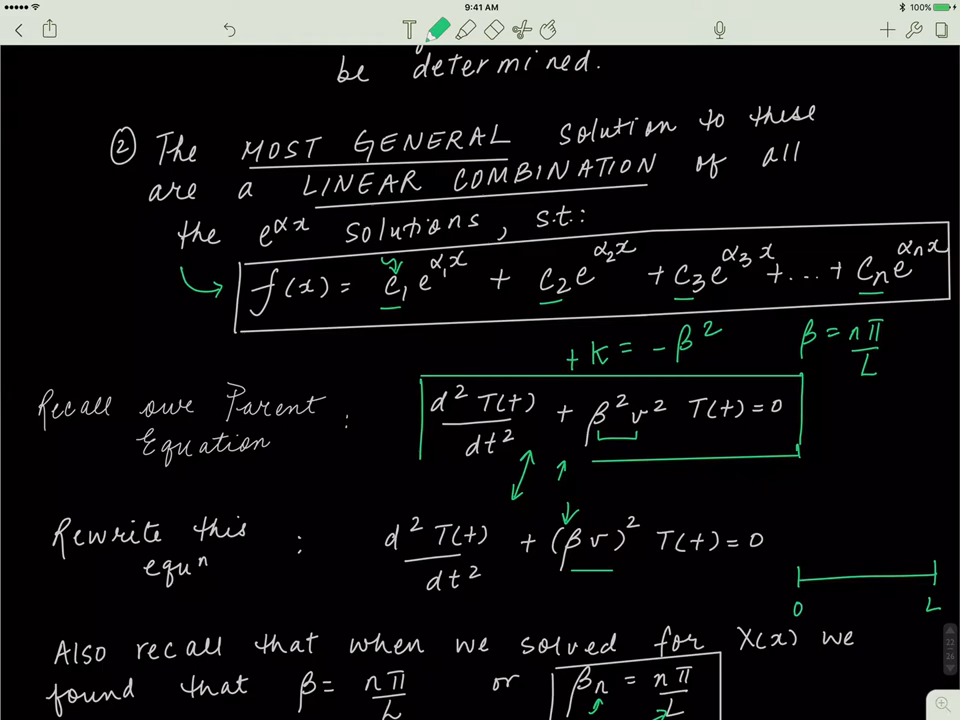 9:41 AM
100%
be determined.
② The MOST GENERAL solution to these
are a LINEAR COMBINATION of all
the e^{αx} solutions, s.t:
f(x) = c₁e^{α₁x} + c₂e^{α₂x} + c₃e^{α₃x} + ... + cₙe^{αₙx}
+K = -β² β = nπ/L
Recall our Parent Equation : d²T(t)/dt² + β²v² T(t) = 0
Rewrite this equⁿ : d²T(t)/dt² + (βv)² T(t) = 0
0 L
Also recall that when we solved for X(x) we
found that β = nπ/L or βₙ = nπ/L